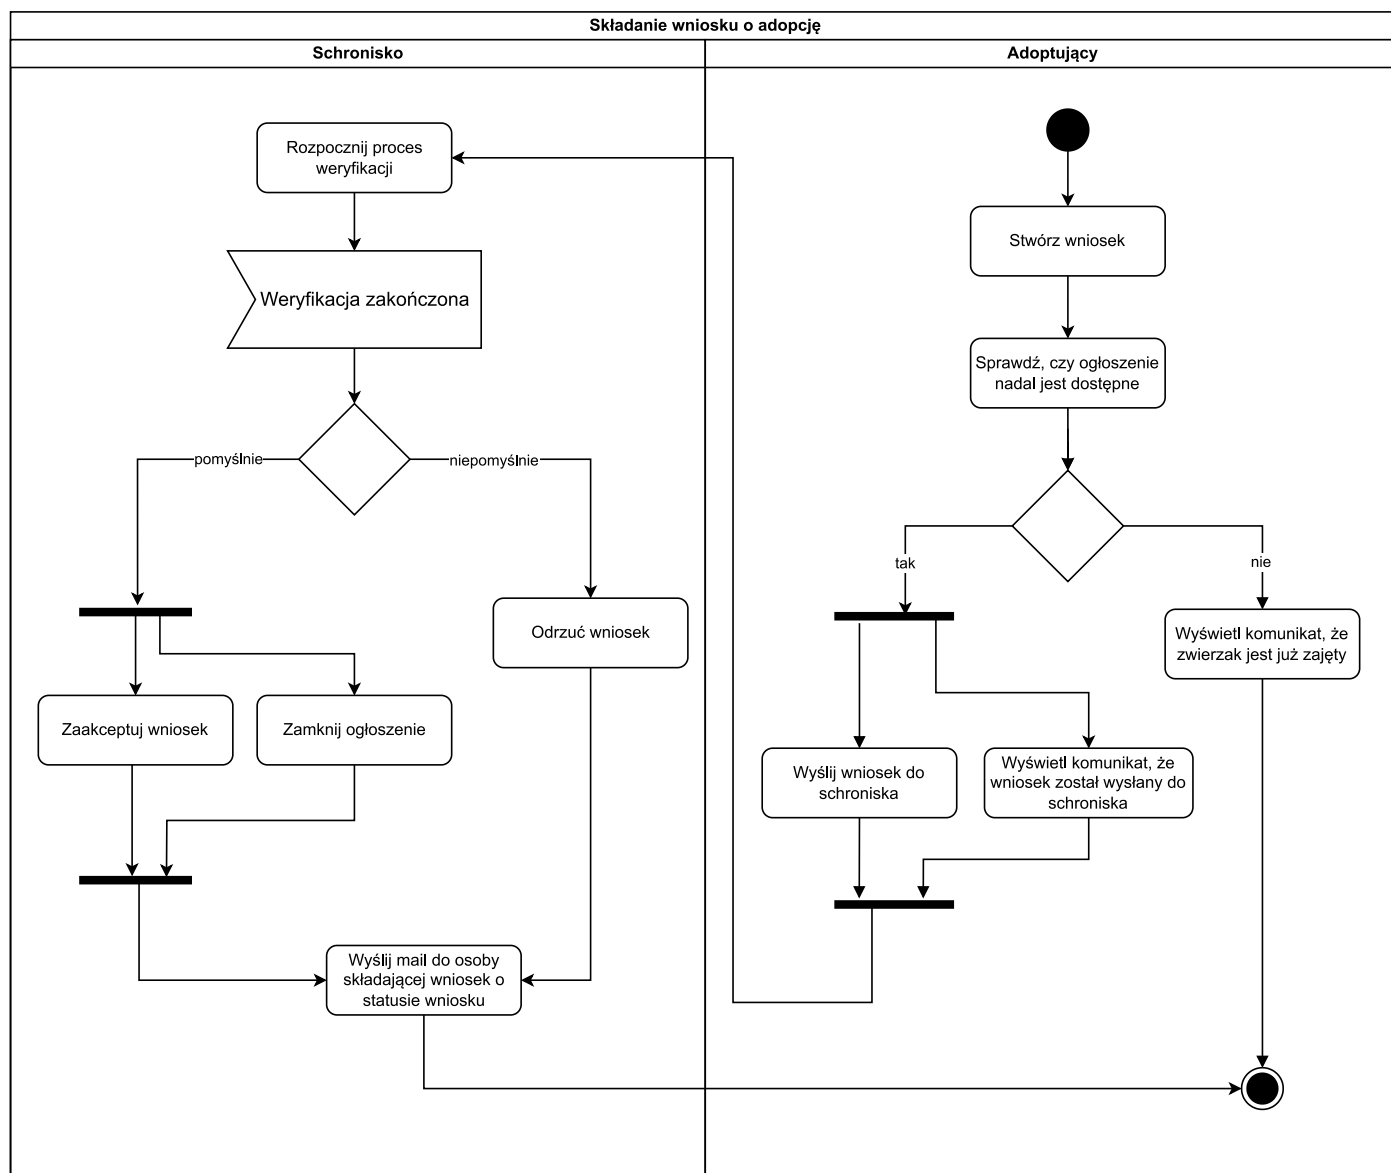 Składanie wniosku o adopcję
Schronisko
Adoptujący
Rozpocznij proces
weryfikacji
Weryfikacja zakończona
pomyślnie
niepomyślnie
Odrzuć wniosek
Zaakceptuj wniosek
Zamknij ogłoszenie
Wyślij mail do osoby
składającej wniosek o
statusie wniosku
Stwórz wniosek
Sprawdź, czy ogłoszenie
nadal jest dostępne
tak
nie
Wyświetl komunikat, że
zwierzak jest już zajęty
Wyślij wniosek do
schroniska
Wyświetl komunikat, że
wniosek został wysłany do
schroniska